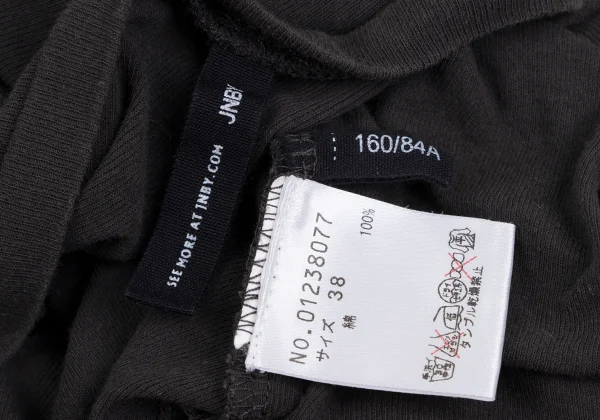 JNBY
SEE MORE AT JNBY.COM
160/84A
NO.01238077
サイズ 38
綿 100%
タンブル乾燥禁止